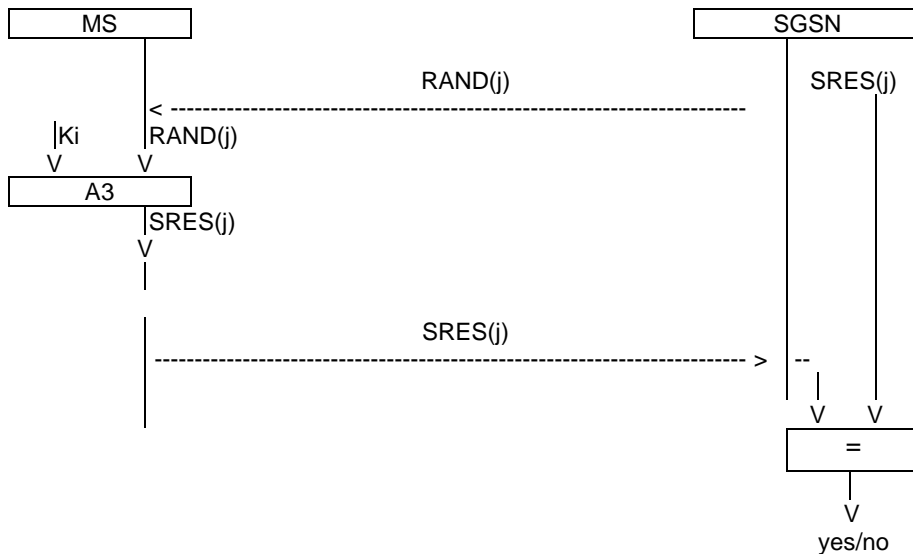 MS SGSN
RAND(j) SRES(j)
< ----------------------------------------------------------------
Ki RAND(j)
V V
A3
SRES(j)
V
SRES(j)
---------------------------------------------------------------- > --
V V
=
V
yes/no